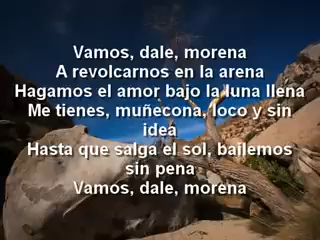 Vamos, dale, morena
A revolcarnos en la arena
Hagamos el amor bajo la luna llena
Me tienes, muñecona, loco y sin
idea
Hasta que salga el sol, bailemos
sin pena
Vamos, dale, morena